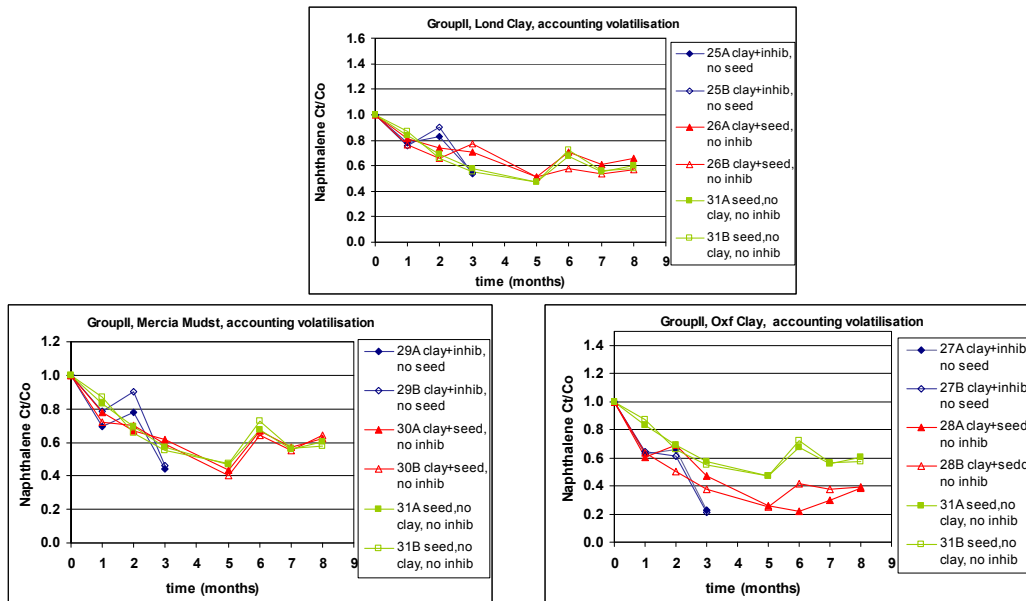 GroupII, Lond Clay, accounting volatilisation
Naphthalene Ct/Co
1.6
1.4
1.2
1.0
0.8
0.6
0.4
0.2
0.0
0 1 2 3 4 5 6 7 8 9
time (months)
25A clay+inhib,
no seed
25B clay+inhib,
no seed
26A clay+seed,
no inhib
26B clay+seed,
no inhib
31A seed,no
clay, no inhib
31B seed,no
clay, no inhib
GroupII, Mercia Mudst, accounting volatilisation
Naphthalene Ct/Co
1.2
1.0
0.8
0.6
0.4
0.2
0.0
0 1 2 3 4 5 6 7 8 9
time (months)
29A clay+inhib,
no seed
29B clay+inhib,
no seed
30A clay+seed,
no inhib
30B clay+seed,
no inhib
31A seed,no
clay, no inhib
31B seed,no
clay, no inhib
GroupII, Oxf Clay, accounting volatilisation
Naphthalene Ct/Co
1.4
1.2
1.0
0.8
0.6
0.4
0.2
0.0
0 1 2 3 4 5 6 7 8 9
time (months)
27A clay+inhib,
no seed
27B clay+inhib,
no seed
28A clay+seed,
no inhib
28B clay+seed,
no inhib
31A seed,no
clay, no inhib
31B seed,no
clay, no inhib